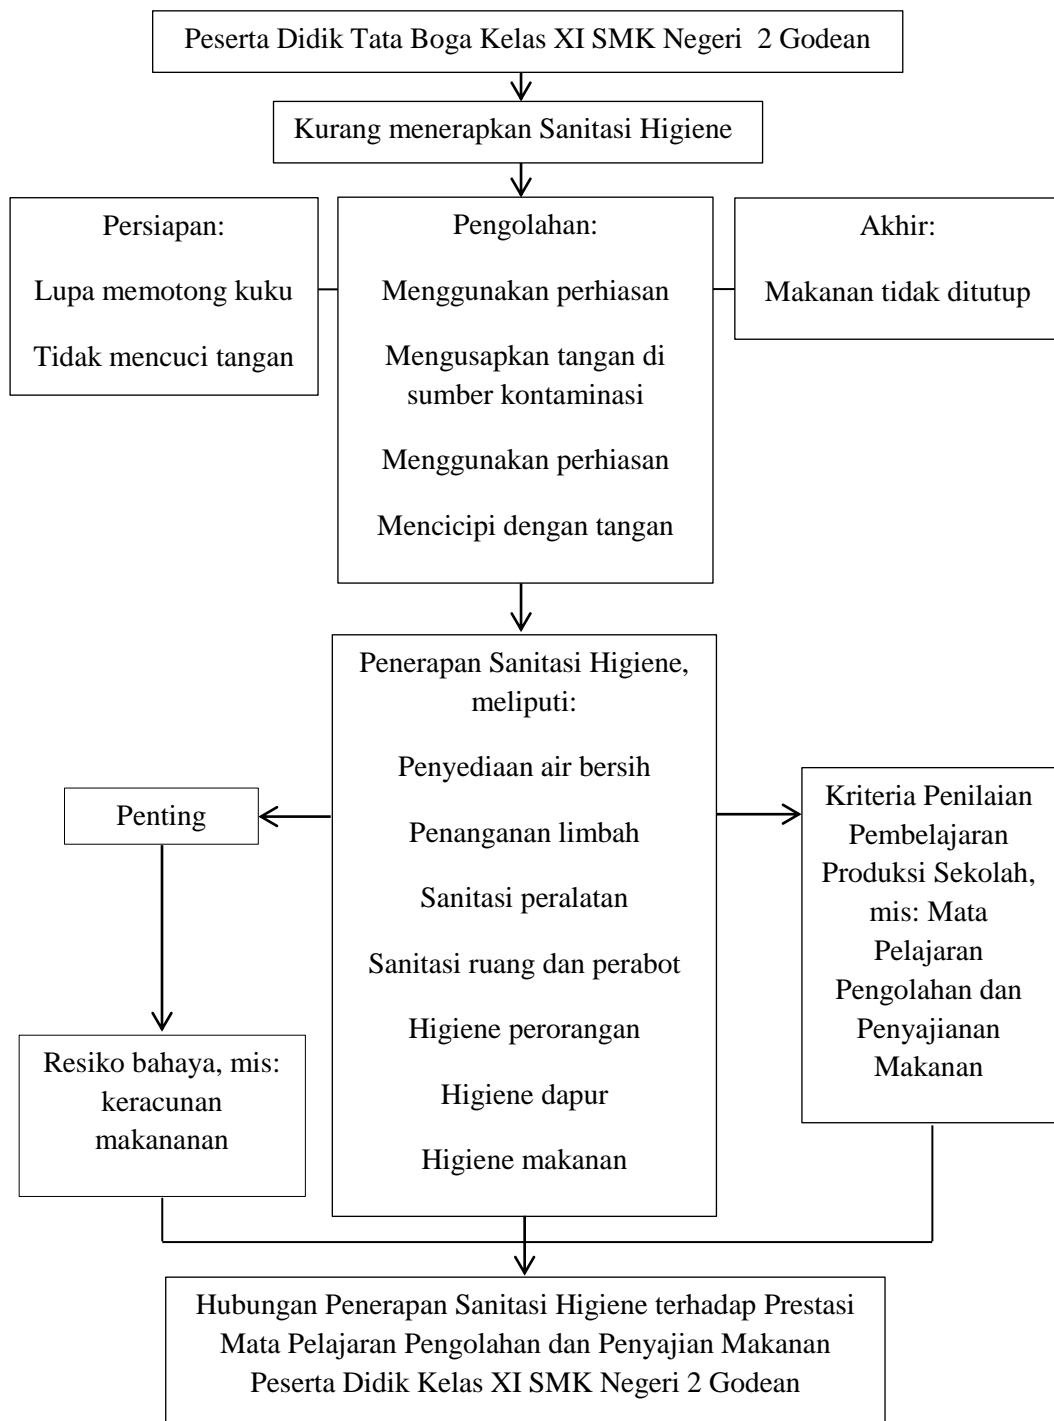 Peserta Didik Tata Boga Kelas XI SMK Negeri 2 Godean
Kurang menerapkan Sanitasi Higiene
Persiapan:
Lupa memotong kuku
Tidak mencuci tangan
Pengolahan:
Menggunakan perhiasan
Mengusapkan tangan di
sumber kontaminasi
Menggunakan perhiasan
Mencicipi dengan tangan
Akhir:
Makanan tidak ditutup
Penerapan Sanitasi Higiene,
meliputi:
Penyediaan air bersih
Penanganan limbah
Sanitasi peralatan
Sanitasi ruang dan perabot
Higiene perorangan
Higiene dapur
Higiene makanan
Penting
Resiko bahaya, mis:
keracunan
makananan
Kriteria Penilaian
Pembelajaran
Produksi Sekolah,
mis: Mata
Pelajaran
Pengolahan dan
Penyajianan
Makanan
Hubungan Penerapan Sanitasi Higiene terhadap Prestasi
Mata Pelajaran Pengolahan dan Penyajian Makanan
Peserta Didik Kelas XI SMK Negeri 2 Godean